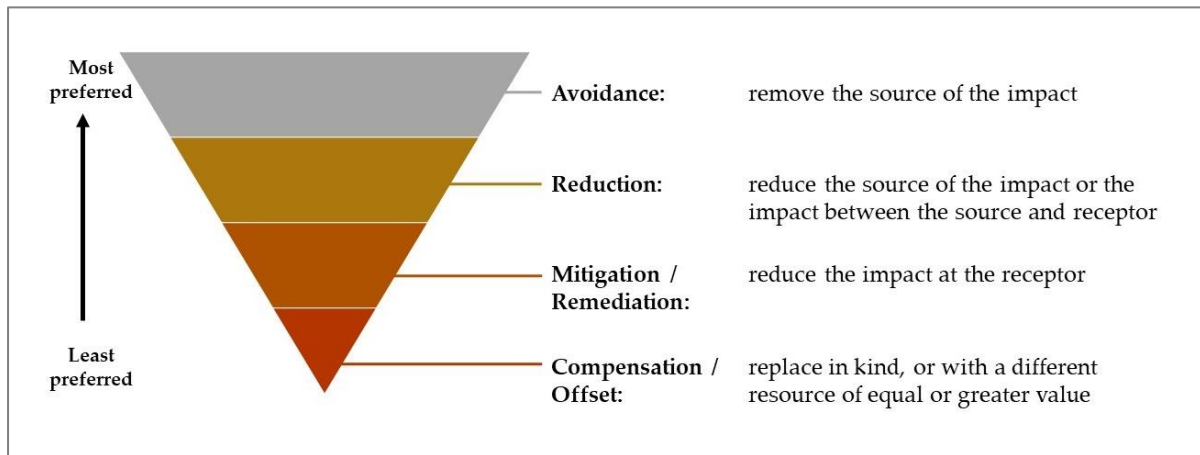 Most
preferred
Least
preferred
Avoidance: remove the source of the impact
Reduction: reduce the source of the impact or the
impact between the source and receptor
Mitigation / reduce the impact at the receptor
Remediation:
Compensation / replace in kind, or with a different
Offset: resource of equal or greater value